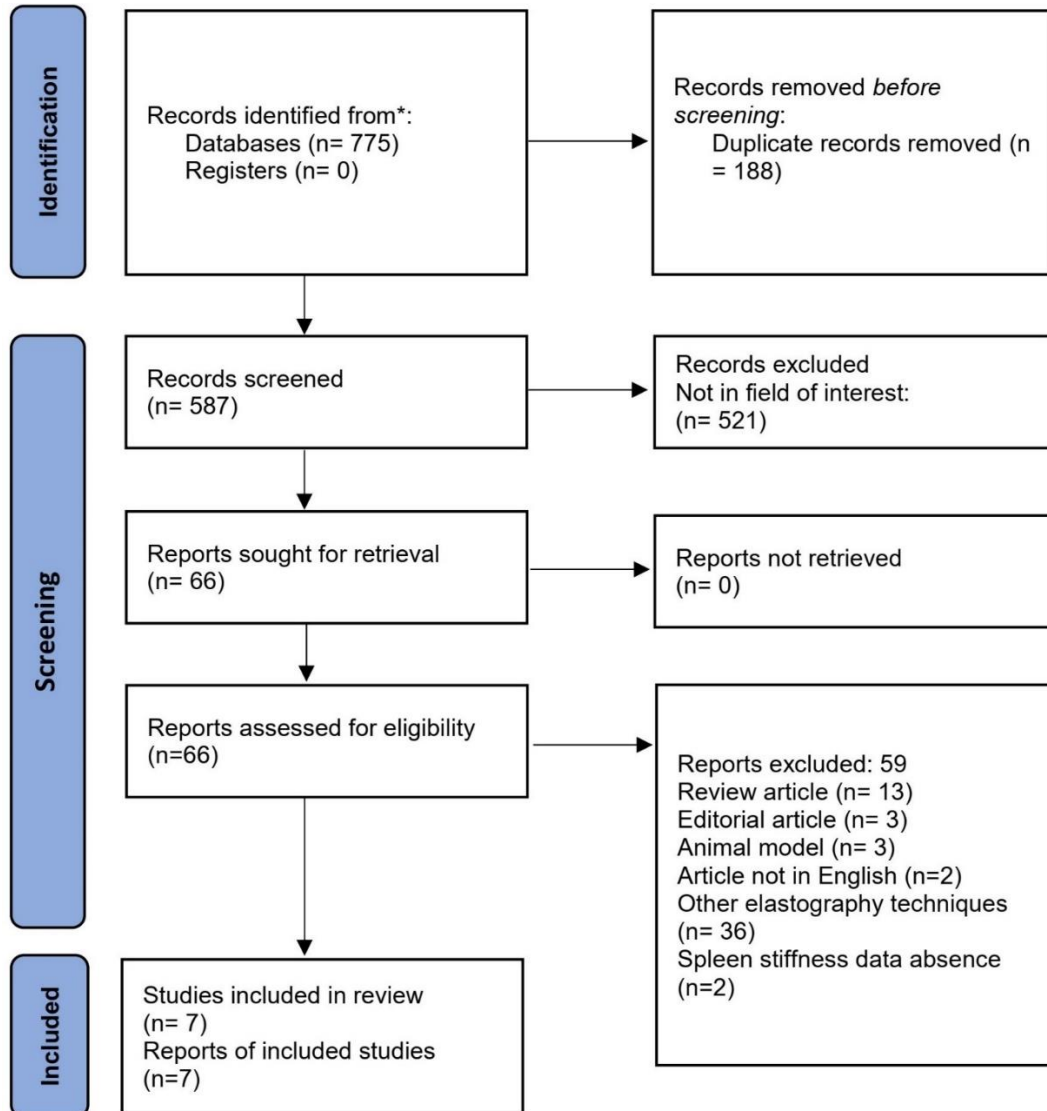 Identification
Records identified from*:
Databases (n= 775)
Registers (n= 0)
Records removed before
screening:
Duplicate records removed (n
= 188)
Screening
Records screened
(n= 587)
Records excluded
Not in field of interest:
(n= 521)
Reports sought for retrieval
(n= 66)
Reports not retrieved
(n= 0)
Reports assessed for eligibility
(n=66)
Reports excluded: 59
Review article (n= 13)
Editorial article (n= 3)
Animal model (n= 3)
Article not in English (n=2)
Other elastography techniques
(n= 36)
Spleen stiffness data absence
(n=2)
Included
Studies included in review
(n= 7)
Reports of included studies
(n=7)